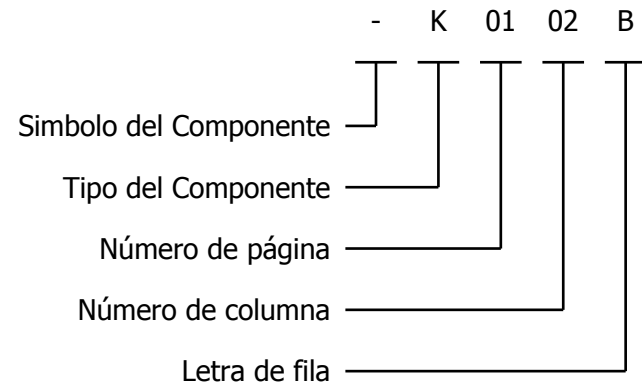 - K 01 02 B
Simbolo del Componente
Tipo del Componente
Número de página
Número de columna
Letra de fila